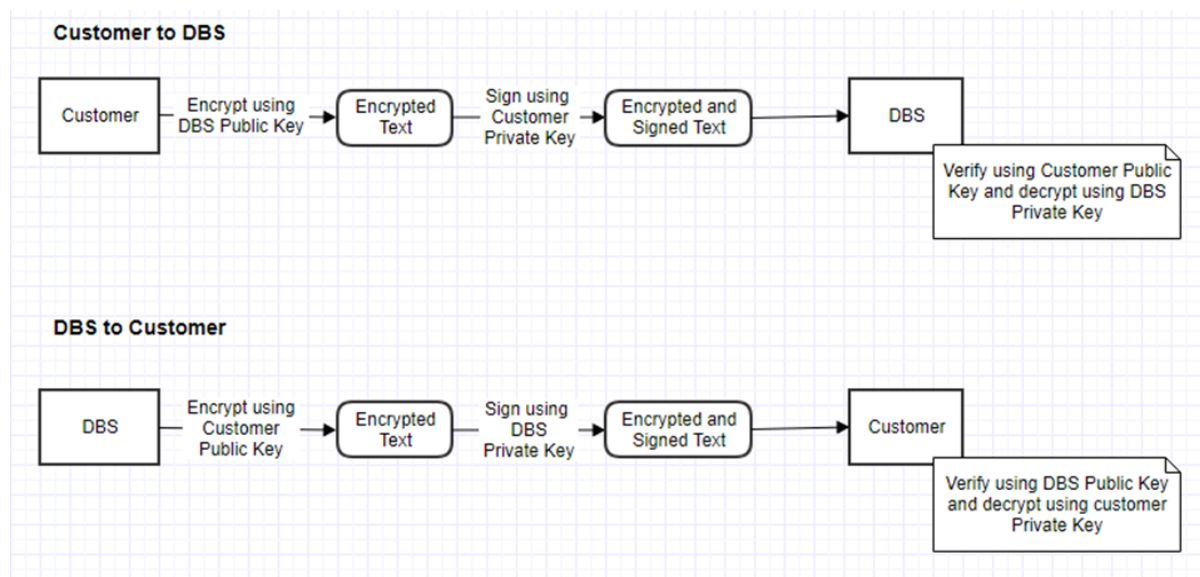 Customer to DBS
Customer
Encrypt using
DBS Public Key
Encrypted
Text
Sign using
Customer
Private Key
Encrypted and
Signed Text
DBS
Verify using Customer Public
Key and decrypt using DBS
Private Key
DBS to Customer
DBS
Encrypt using
Customer
Public Key
Encrypted
Text
Sign using
DBS
Private Key
Encrypted and
Signed Text
Customer
Verify using DBS Public Key
and decrypt using customer
Private Key